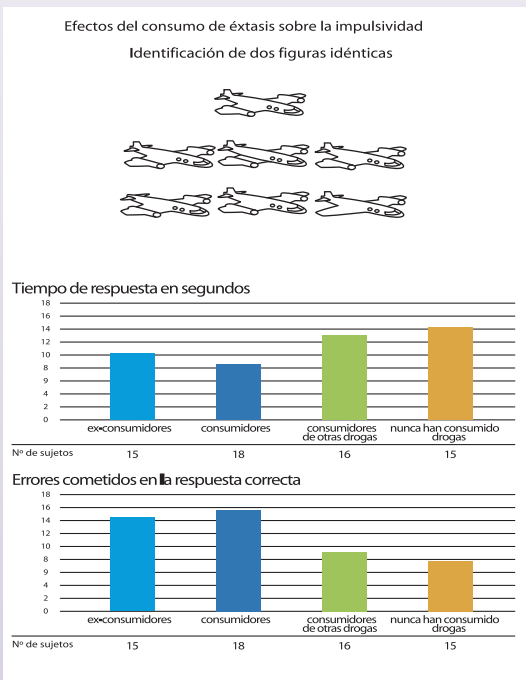 Efectos del consumo de éxtasis sobre la impulsividad
Identificación de dos figuras idénticas
Tiempo de respuesta en segundos
18
16
14
12
10
8
9
4
2
0
ex-consumidores consumidores consumidores de otras drogas nunca han consumido drogas
Nº de sujetos 15 18 16 15
Errores cometidos en la respuesta correcta
18
16
14
12
10
8
9
4
2
0
ex-consumidores consumidores consumidores de otras drogas nunca han consumido drogas
Nº de sujetos 15 18 16 15